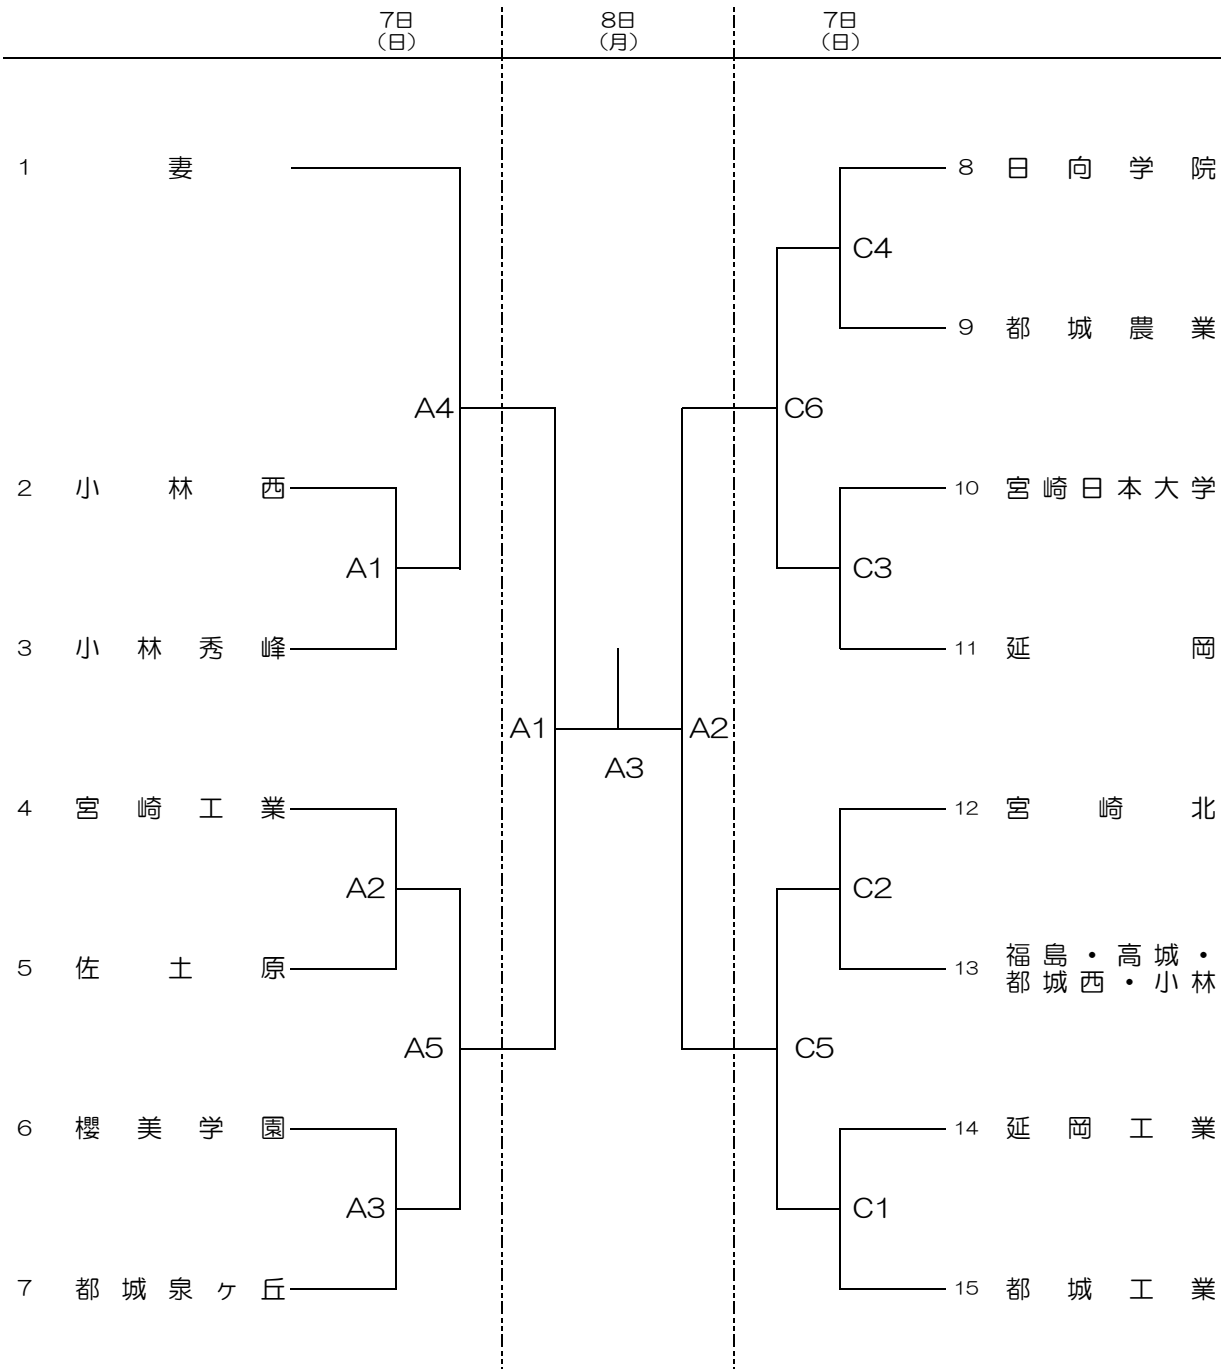 7日 8日 7日
（日） （月） （日）
1 妻
8 日向学院
C4
9 都城農業
A4
C6
2 小林西
10 宮崎日本大学
A1
C3
3 小林秀峰
11 延岡
A1
A2
A3
4 宮崎工業
12 宮崎北
A2
C2
5 佐土原
13 福島・高城・
都城西・小林
A5
C5
6 櫻美学園
14 延岡工業
A3
C1
7 都城泉ヶ丘
15 都城工業